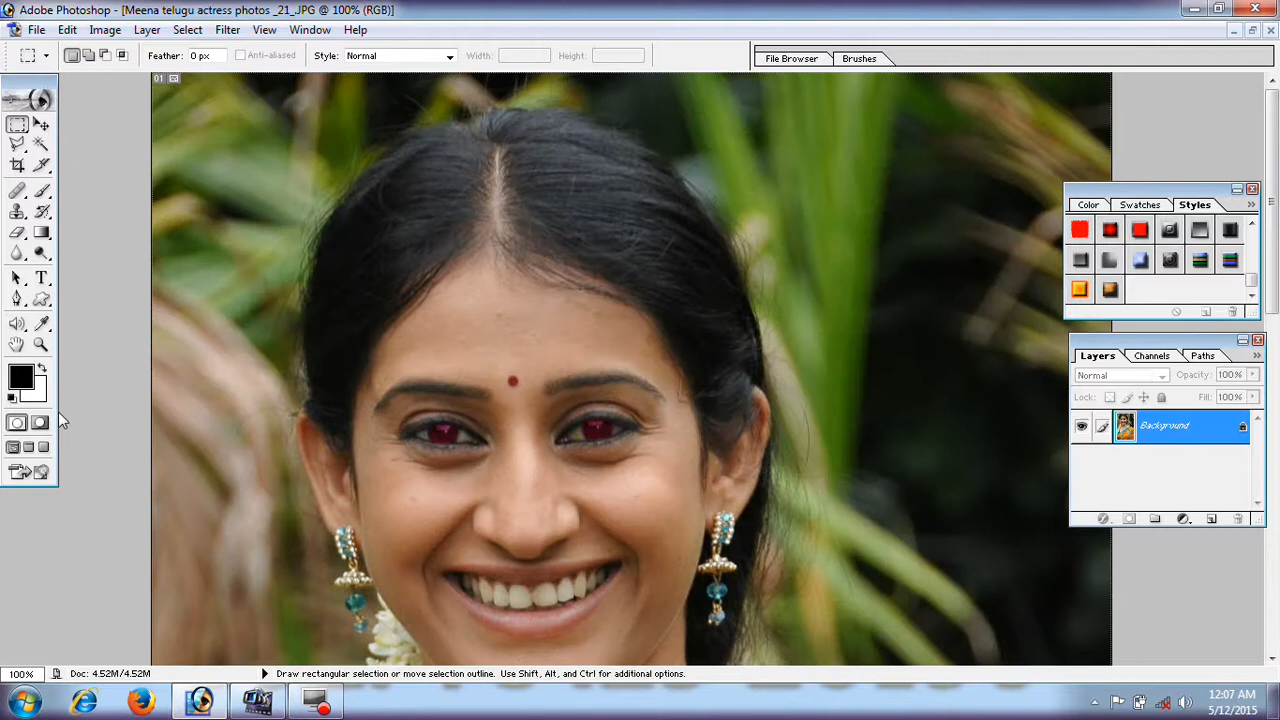 Adobe Photoshop - [Meena telugu actress photos _21_JPG @ 100% (RGB)]
File Edit Image Layer Select Filter View Window Help
Feather: 0 px Anti-aliased Style: Normal Width: Height: File Browser Brushes
01
Color Swatches Styles
Layers Channels Paths
Normal Opacity: 100%
Lock: Fill: 100%
Background
100% Doc: 4.52M/4.52M Draw rectangular selection or move selection outline. Use Shift, Alt, and Ctrl for additional options.
12:07 AM
5/12/2015